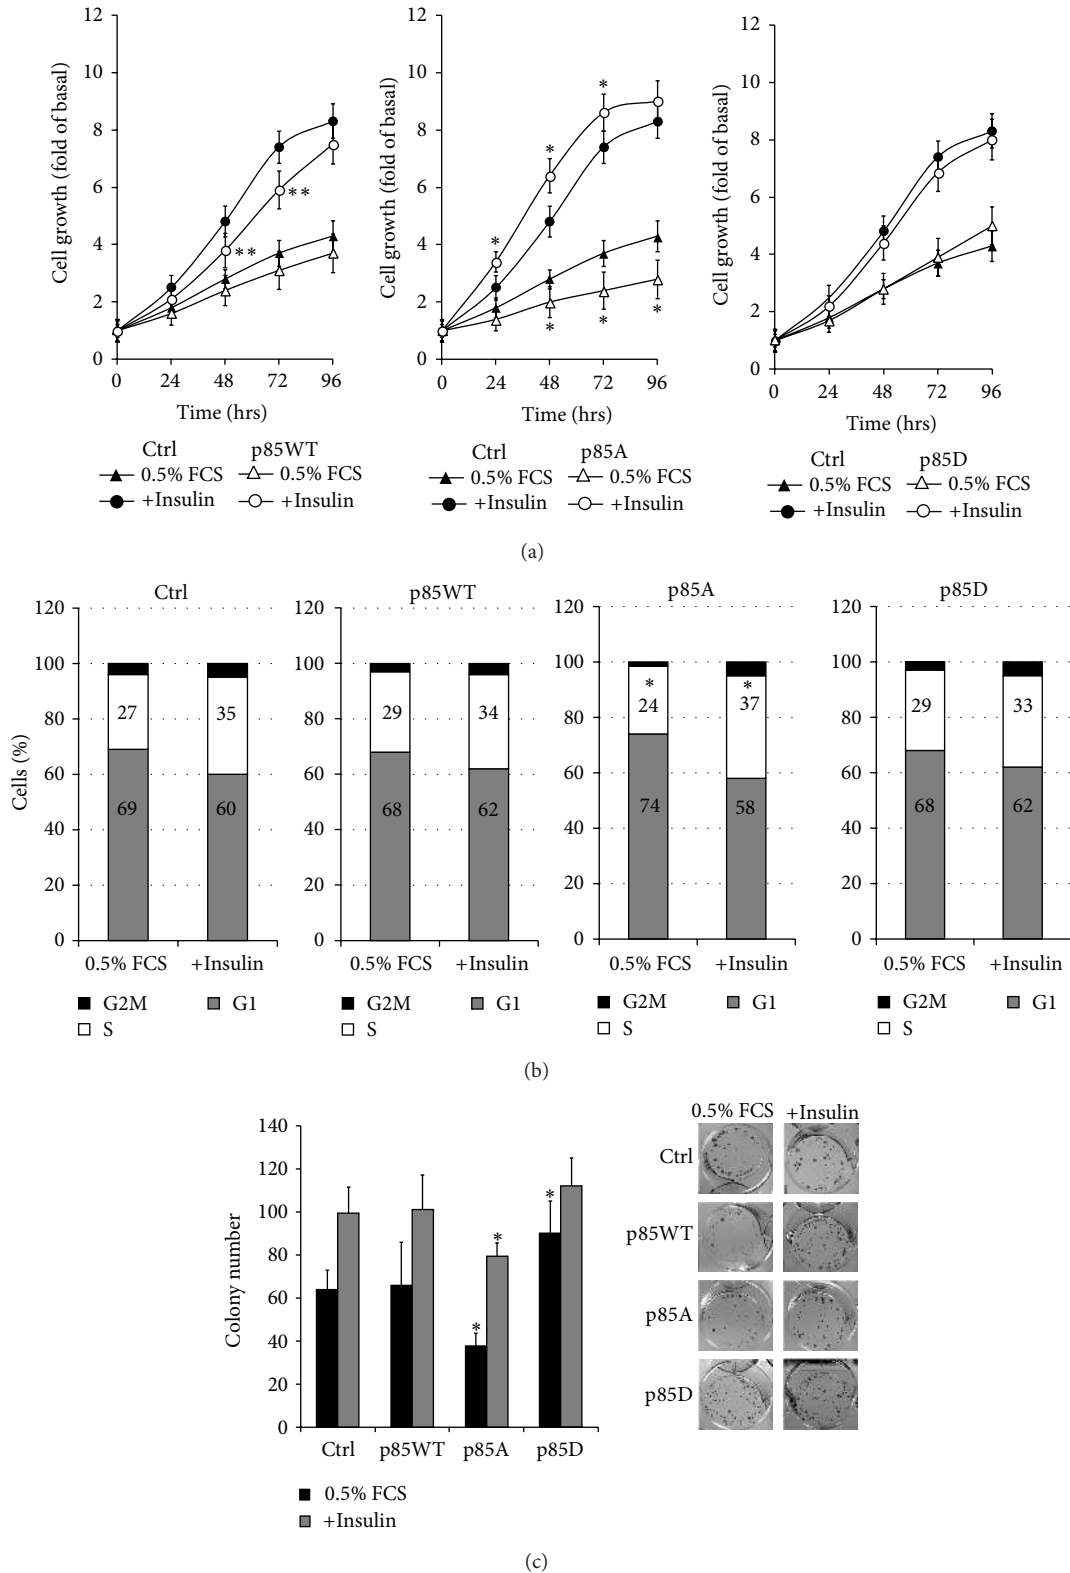 12
10
8
6
4
2
0
Cell growth (fold of basal)
**
**
0 24 48 72 96
Time (hrs)
Ctrl p85WT
0.5% FCS 0.5% FCS
+Insulin +Insulin
12
10
8
6
4
2
0
Cell growth (fold of basal)
*
*
*
*
*
*
0 24 48 72 96
Time (hrs)
Ctrl p85A
0.5% FCS 0.5% FCS
+Insulin +Insulin
12
10
8
6
4
2
0
Cell growth (fold of basal)
0 24 48 72 96
Time (hrs)
Ctrl p85D
0.5% FCS 0.5% FCS
+Insulin +Insulin
(a)
Ctrl
120
100
80
60
40
20
0
Cells (%)
27 35
69 60
0.5% FCS +Insulin
G2M G1
S
p85WT
120
100
80
60
40
20
0
29 34
68 62
0.5% FCS +Insulin
G2M G1
S
p85A
120
100
80
60
40
20
0
* *
24 37
74 58
0.5% FCS +Insulin
G2M G1
S
p85D
120
100
80
60
40
20
0
29 33
68 62
0.5% FCS +Insulin
G2M G1
S
(b)
140
120
100
80
60
40
20
0
Colony number
*
*
*
Ctrl p85WT p85A p85D
0.5% FCS
+Insulin
0.5% FCS +Insulin
Ctrl
p85WT
p85A
p85D
(c)